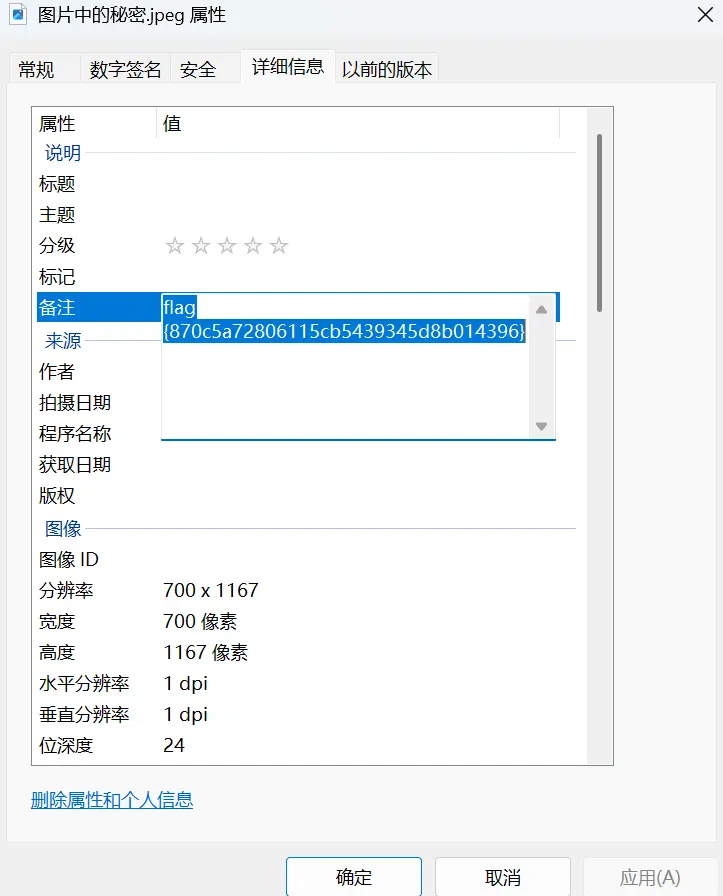 图片中的秘密.jpeg 属性
常规 数字签名 安全 详细信息 以前的版本
属性 值
说明
标题
主题
分级
标记
备注 flag
{870c5a72806115cb5439345d8b014396}
来源
作者
拍摄日期
程序名称
获取日期
版权
图像
图像 ID
分辨率 700 x 1167
宽度 700 像素
高度 1167 像素
水平分辨率 1 dpi
垂直分辨率 1 dpi
位深度 24
删除属性和个人信息
确定 取消 应用(A)